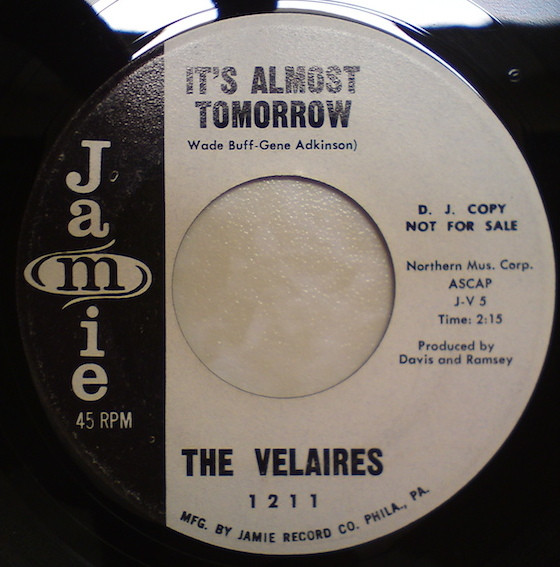 IT'S ALMOST
TOMORROW
Wade Buff-Gene Adkinson)
Jamie
45 RPM
D. J. COPY
NOT FOR SALE
Northern Mus. Corp.
ASCAP
J-V 5
Time: 2:15
Produced by
Davis and Ramsey
THE VELAIRES
1211
MFG. BY JAMIE RECORD CO. PHILA., PA.